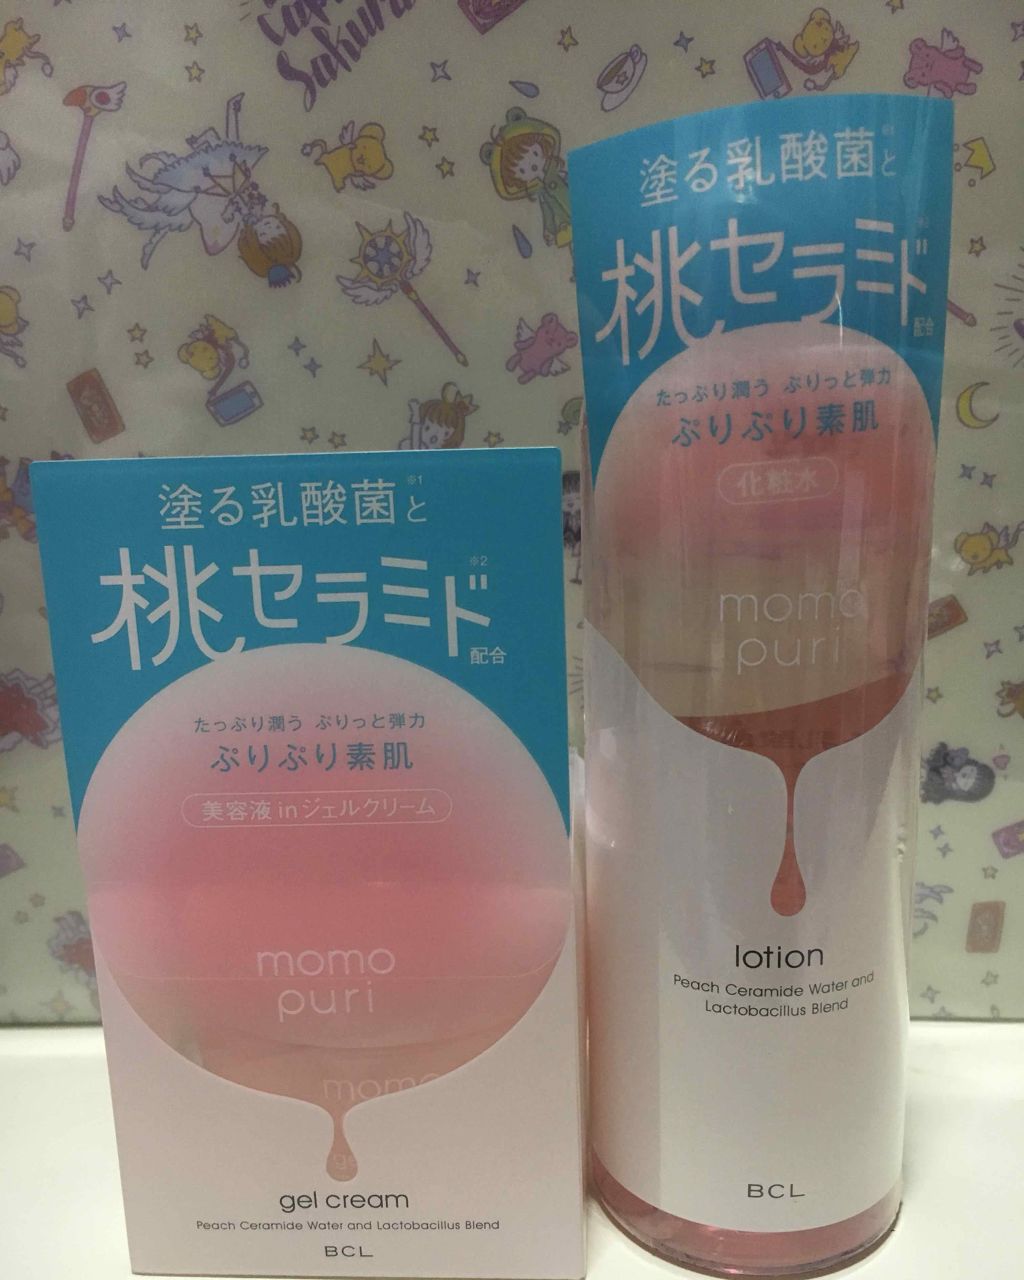 Sakura
塗る乳酸菌※1と
桃セラミド※2
配合
たっぷり潤う ぷりっと弾力
ぷりぷり素肌
美容液inジェルクリーム
momo
puri
momo
gel cream
Peach Ceramide Water and Lactobacillus Blend
BCL
塗る乳酸菌と
桃セラミド
配合
たっぷり潤う ぷりっと弾力
ぷりぷり素肌
化粧水
momo
puri
lotion
Peach Ceramide Water and
Lactobacillus Blend
BCL